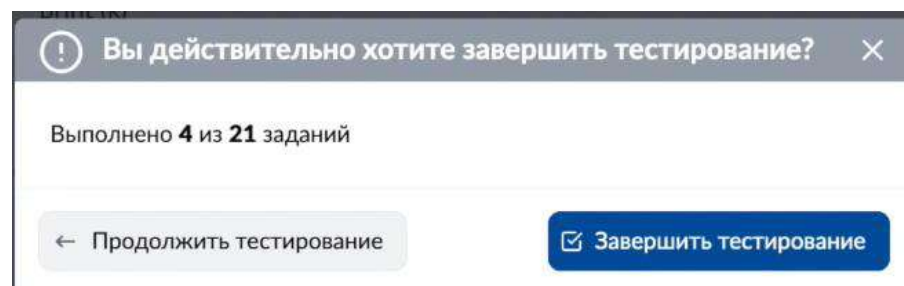 Вы действительно хотите завершить тестирование?
Выполнено 4 из 21 заданий
← Продолжить тестирование
Завершить тестирование